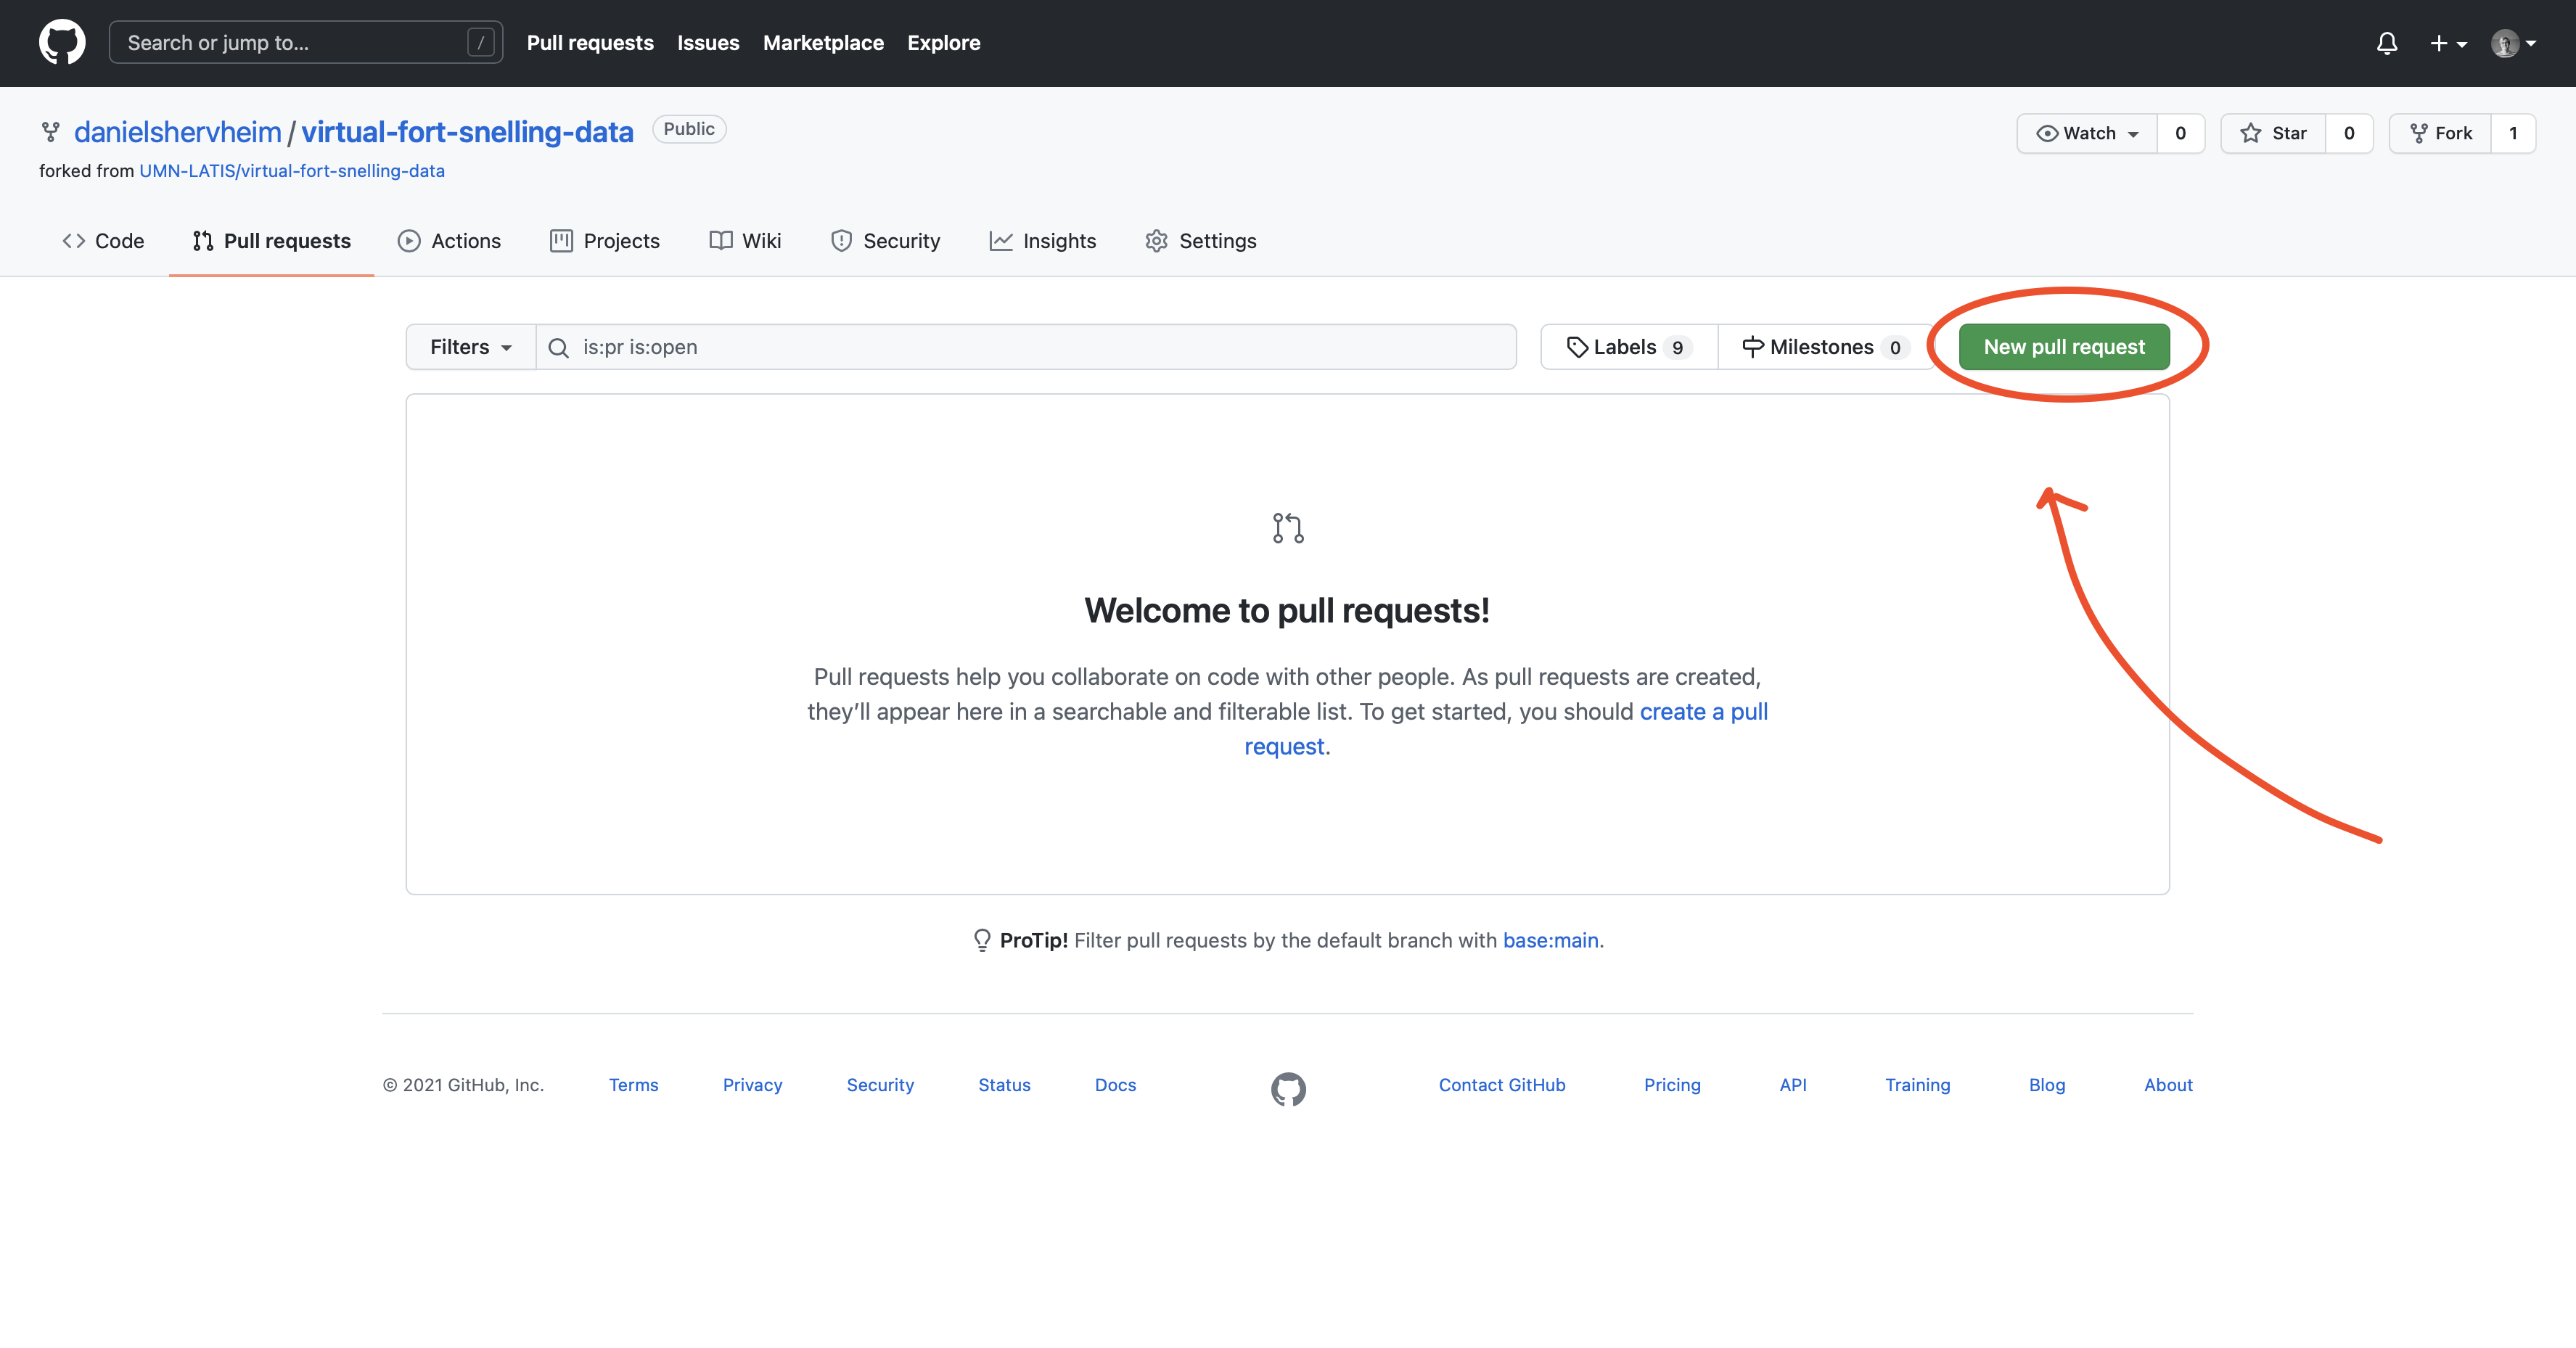 Search or jump to... /
Pull requests Issues Marketplace Explore
danielshervheim / virtual-fort-snelling-data Public
Watch 0 Star 0 Fork 1
forked from UMN-LATIS/virtual-fort-snelling-data
Code Pull requests Actions Projects Wiki Security Insights Settings
Filters is:pr is:open Labels 9 Milestones 0 New pull request
Welcome to pull requests!
Pull requests help you collaborate on code with other people. As pull requests are created,
they’ll appear here in a searchable and filterable list. To get started, you should create a pull
request.
ProTip! Filter pull requests by the default branch with base:main.
© 2021 GitHub, Inc. Terms Privacy Security Status Docs Contact GitHub Pricing API Training Blog About